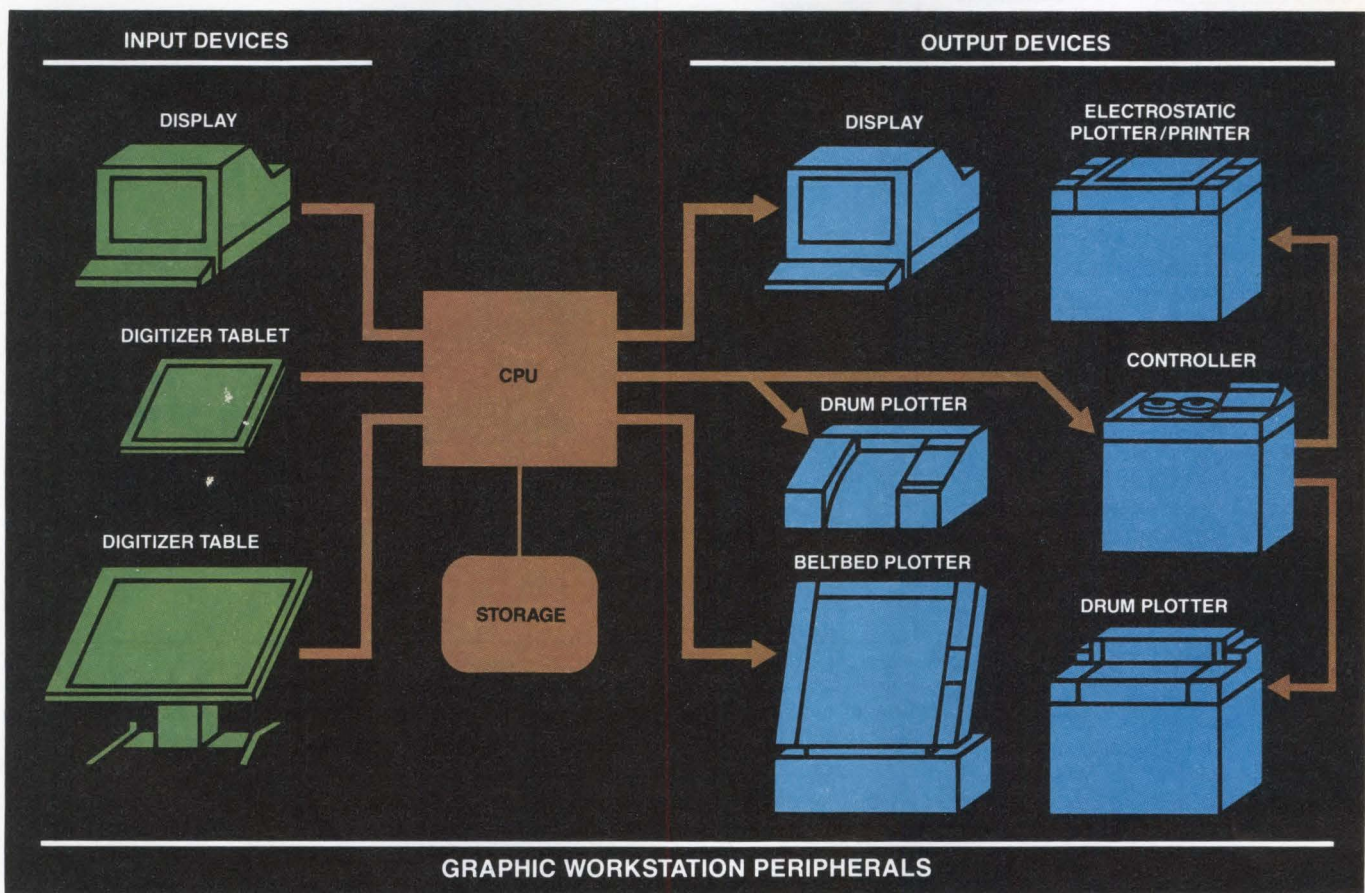 INPUT DEVICES
DISPLAY
DIGITIZER TABLET
DIGITIZER TABLE
CPU
STORAGE
OUTPUT DEVICES
DISPLAY
ELECTROSTATIC
PLOTTER/PRINTER
CONTROLLER
DRUM PLOTTER
BELTBED PLOTTER
DRUM PLOTTER
GRAPHIC WORKSTATION PERIPHERALS